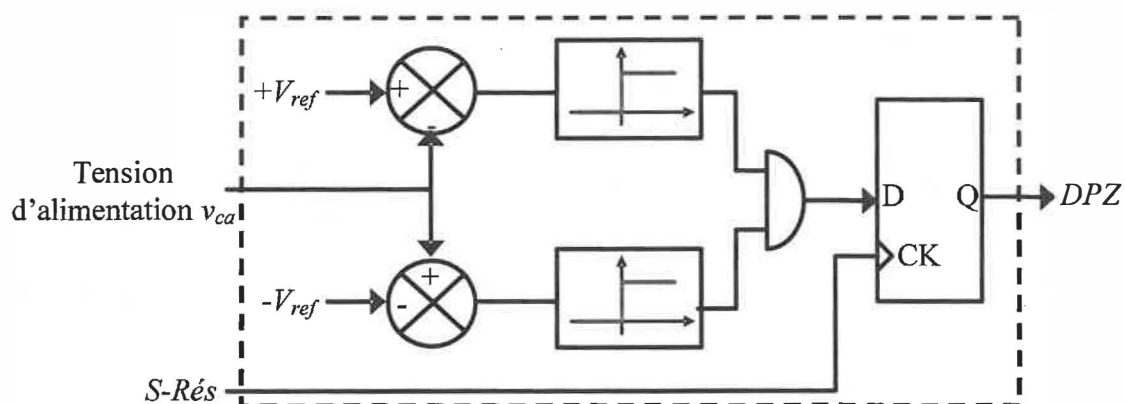 +V_ref
+
-
Tension
d'alimentation v_ca
D
Q
DPZ
CK
+
-V_ref
-
S-Rés